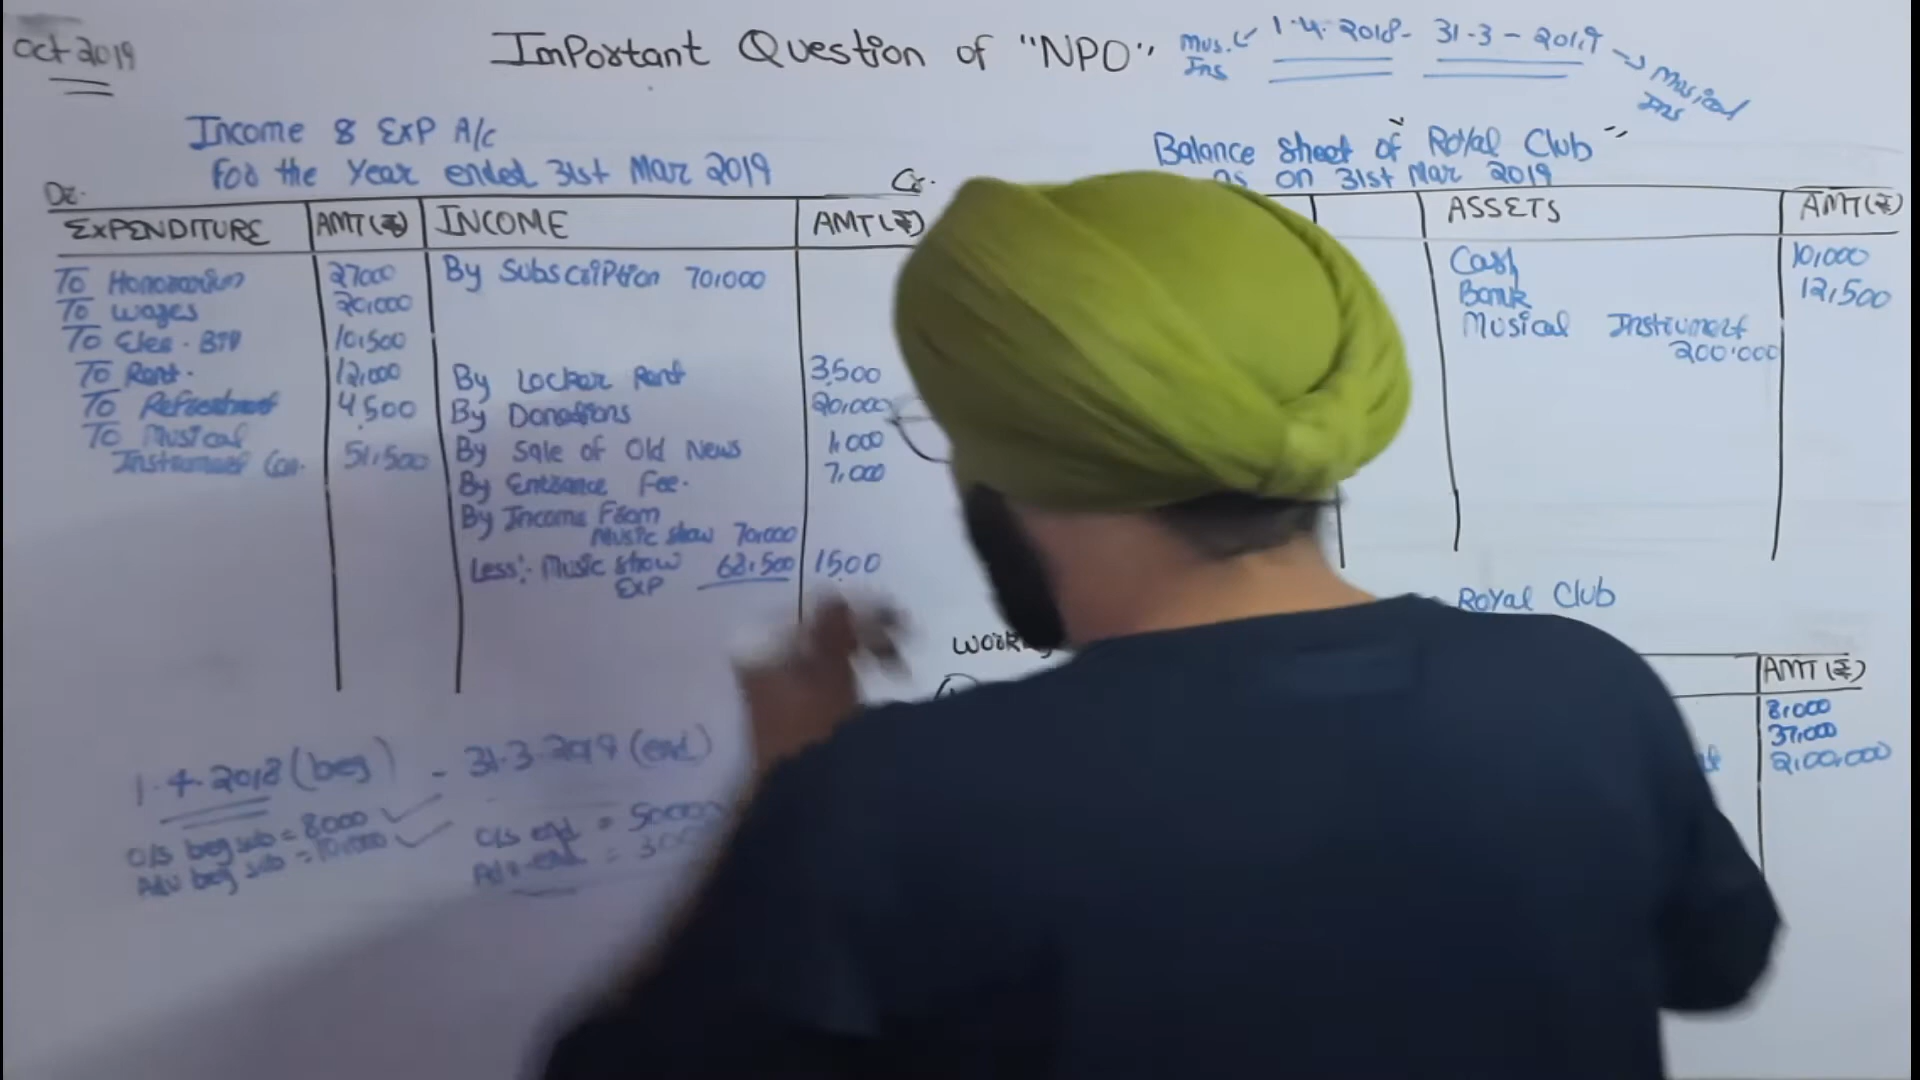 Oct 2019
Important Question of "NPO"
Mus.
Ins
1.4.2018- 31-3-2019
Musical
Ins
Income & Exp A/c
for the Year ended 31st Mar 2019
Dr.
Cr.
EXPENDITURE AMT(₹) INCOME AMT(₹)
To Honorarium 27000 By Subscription 70,000
To wages 20,000
To Elec. Bill 10,500
To Rent. 12,000 By Locker Rent 3,500
To Refreshment 4,500 By Donations 20,000
To Musical By Sale of Old News 1,000
Instrument Con. 51,500 By Entrance Fee. 7,000
By Income From
Music show 70,000
Less:- Music show 68,500 1500
Exp
1.4.2018(beg) - 31.3.2019(end)
O/S beg sub = 8000 O/S end =
Adv beg sub = 10,000 Adv end =
Balance sheet of "Royal Club"
as on 31st Mar 2019
ASSETS AMT(₹)
Cash 10,000
Bank 12,500
Musical Instrument
200,000
Royal Club
AMT(₹)
8,000
37,000
2,00,000